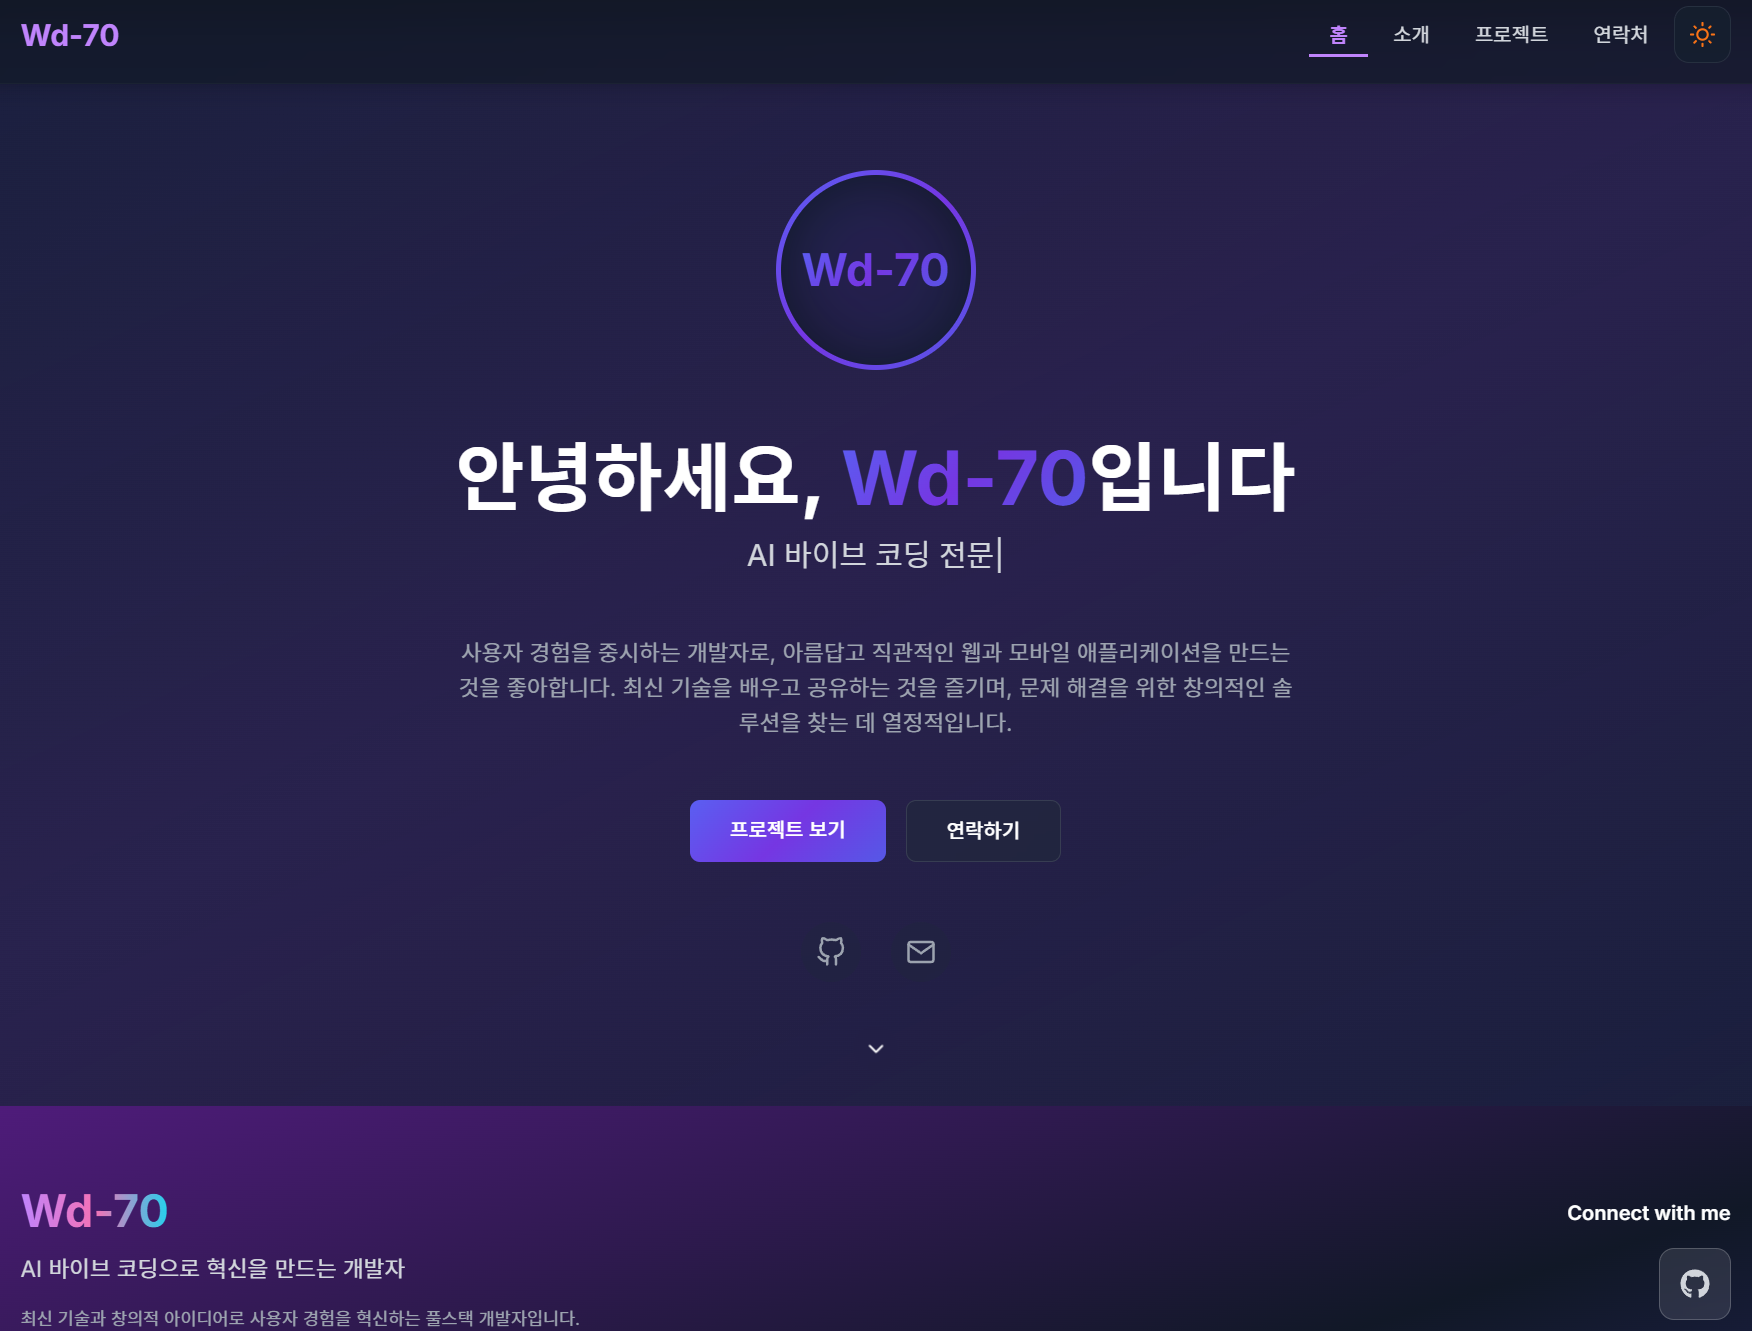 Wd-70
홈 소개 프로젝트 연락처
Wd-70
안녕하세요, Wd-70입니다
AI 바이브 코딩 전문
사용자 경험을 중시하는 개발자로, 아름답고 직관적인 웹과 모바일 애플리케이션을 만드는
것을 좋아합니다. 최신 기술을 배우고 공유하는 것을 즐기며, 문제 해결을 위한 창의적인 솔
루션을 찾는 데 열정적입니다.
프로젝트 보기 연락하기
Wd-70
Connect with me
AI 바이브 코딩으로 혁신을 만드는 개발자
최신 기술과 창의적 아이디어로 사용자 경험을 혁신하는 풀스택 개발자입니다.